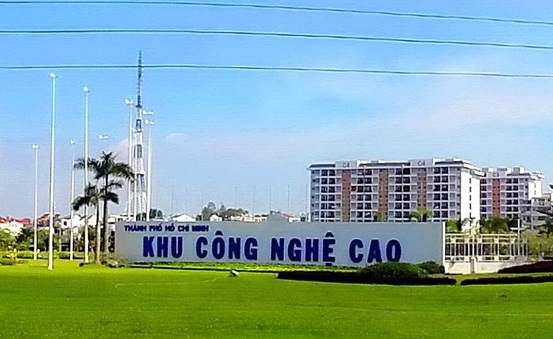 THÀNH PHỐ HỒ CHÍ MINH
KHU CÔNG NGHỆ CAO